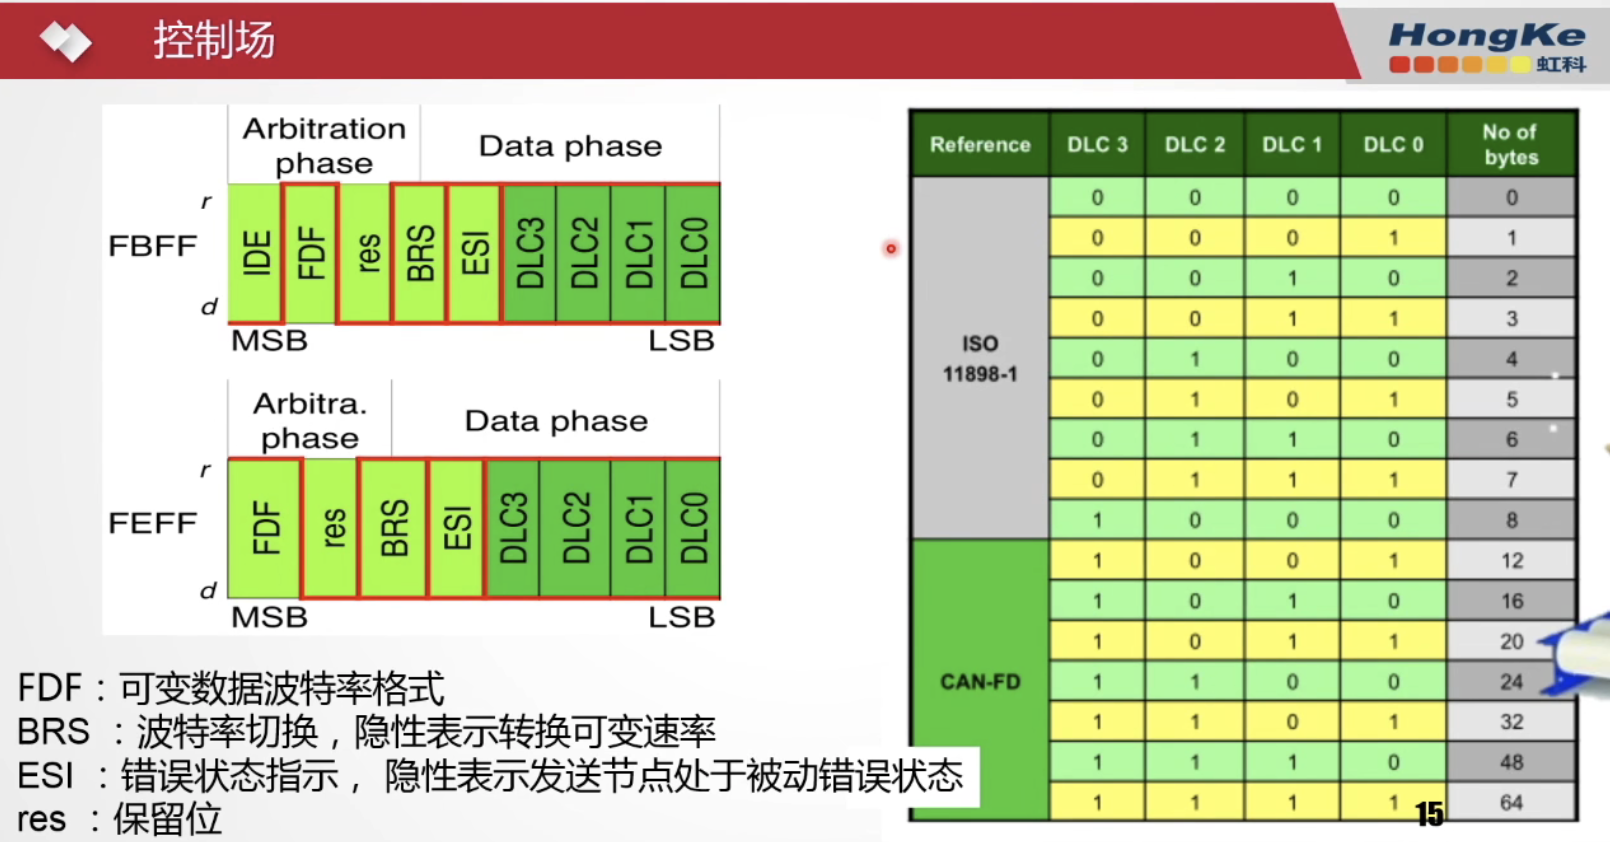 控制场
HongKe
虹科
Arbitration
phase
Data phase
r
FBFF
d
IDE
FDF
res
BRS
ESI
DLC3
DLC2
DLC1
DLC0
MSB
LSB
Arbitra.
phase
Data phase
r
FEFF
d
FDF
res
BRS
ESI
DLC3
DLC2
DLC1
DLC0
MSB
LSB
FDF：可变数据波特率格式
BRS ：波特率切换，隐性表示转换可变速率
ESI ：错误状态指示， 隐性表示发送节点处于被动错误状态
res ：保留位
Reference DLC 3 DLC 2 DLC 1 DLC 0 No of bytes
ISO
11898-1
0 0 0 0 0
0 0 0 1 1
0 0 1 0 2
0 0 1 1 3
0 1 0 0 4
0 1 0 1 5
0 1 1 0 6
0 1 1 1 7
1 0 0 0 8
CAN-FD
1 0 0 1 12
1 0 1 0 16
1 0 1 1 20
1 1 0 0 24
1 1 0 1 32
1 1 1 0 48
1 1 1 1 64
15